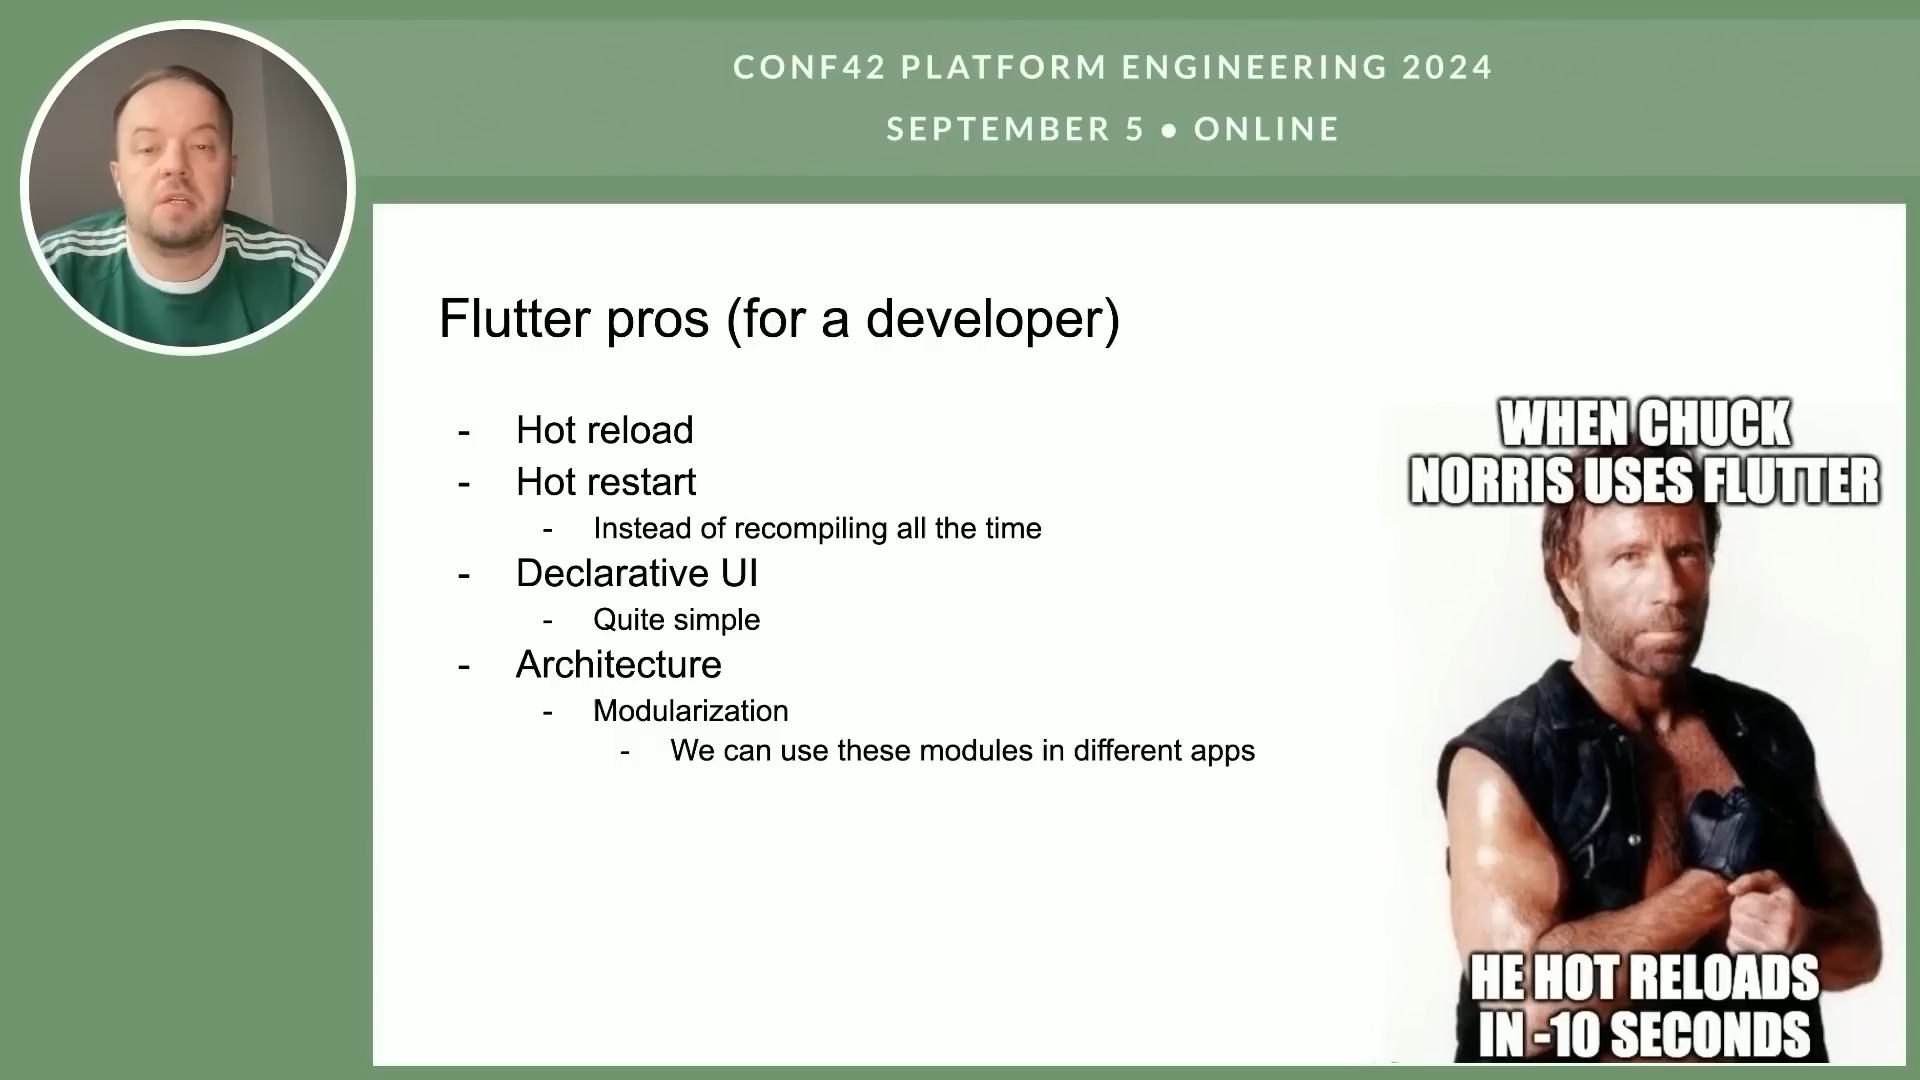 CONF42 PLATFORM ENGINEERING 2024
SEPTEMBER 5 • ONLINE
Flutter pros (for a developer)
- Hot reload
- Hot restart
- Instead of recompiling all the time
- Declarative UI
- Quite simple
- Architecture
- Modularization
- We can use these modules in different apps
WHEN CHUCK
NORRIS USES FLUTTER
HE HOT RELOADS
IN -10 SECONDS